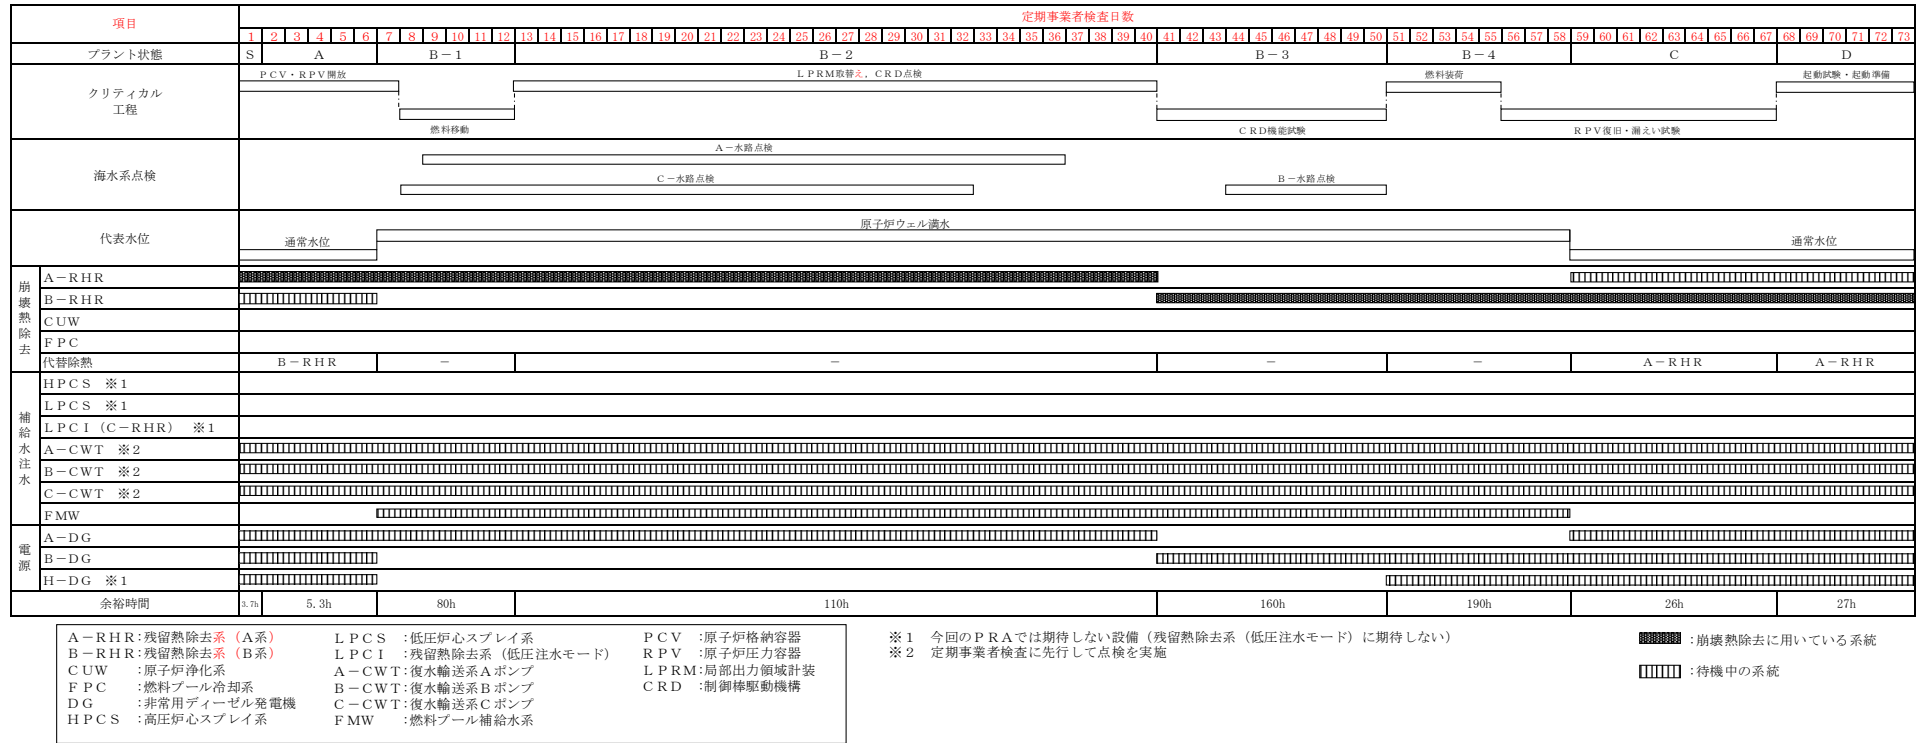 項目
定期事業者検査日数
1 2 3 4 5 6 7 8 9 10 11 12 13 14 15 16 17 18 19 20 21 22 23 24 25 26 27 28 29 30 31 32 33 34 35 36 37 38 39 40 41 42 43 44 45 46 47 48 49 50 51 52 53 54 55 56 57 58 59 60 61 62 63 64 65 66 67 68 69 70 71 72 73
プラント状態 S A B-1 B-2 B-3 B-4 C D
クリティカル
工程
PCV・RPV開放
LPRM取替え,CRD点検
燃料装荷
起動試験・起動準備
燃料移動
CRD機能試験
RPV復旧・漏えい試験
海水系点検
A-水路点検
C-水路点検
B-水路点検
代表水位
通常水位
原子炉ウェル満水
通常水位
崩壊熱除去
A-RHR
B-RHR
CUW
FPC
代替除熱 B-RHR - - - - A-RHR A-RHR
補給水注水
HPCS ※1
LPCS ※1
LPCI(C-RHR) ※1
A-CWT ※2
B-CWT ※2
C-CWT ※2
FMW
電源
A-DG
B-DG
H-DG ※1
余裕時間 3.7h 5.3h 80h 110h 160h 190h 26h 27h
A-RHR:残留熱除去系(A系)
B-RHR:残留熱除去系(B系)
CUW :原子炉浄化系
FPC :燃料プール冷却系
DG :非常用ディーゼル発電機
HPCS :高圧炉心スプレイ系
LPCS :低圧炉心スプレイ系
LPCI :残留熱除去系(低圧注水モード)
A-CWT:復水輸送系Aポンプ
B-CWT:復水輸送系Bポンプ
C-CWT:復水輸送系Cポンプ
FMW :燃料プール補給水系
PCV :原子炉格納容器
RPV :原子炉圧力容器
LPRM:局部出力領域計装
CRD :制御棒駆動機構
※1 今回のPRAでは期待しない設備(残留熱除去系(低圧注水モード)に期待しない)
※2 定期事業者検査に先行して点検を実施
:崩壊熱除去に用いている系統
:待機中の系統